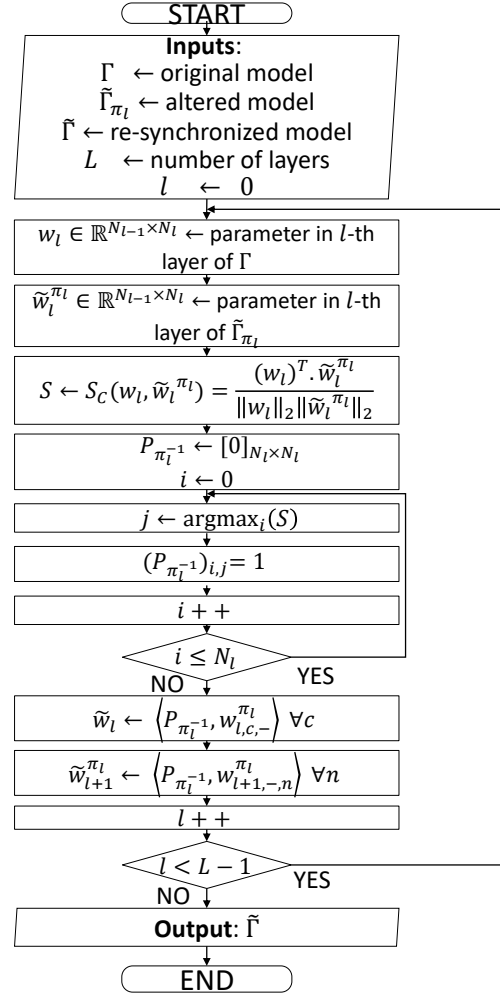 START
Inputs:
Γ ← original model
Γ̃_{π_l} ← altered model
Γ̃ ← re-synchronized model
L ← number of layers
l ← 0
w_l ∈ ℝ^{N_{l−1}×N_l} ← parameter in l-th
layer of Γ
w̃_l^{π_l} ∈ ℝ^{N_{l−1}×N_l} ← parameter in l-th
layer of Γ̃_{π_l}
S ← S_C(w_l, w̃_l^{π_l}) = \frac{(w_l)^T . w̃_l^{π_l}}{‖w_l‖_2 ‖w̃_l^{π_l}‖_2}
P_{π_l^{−1}} ← [0]_{N_l×N_l}
i ← 0
j ← argmax_i(S)
(P_{π_l^{−1}})_{i,j} = 1
i + +
i ≤ N_l
NO
YES
w̃_l ← ⟨P_{π_l^{−1}}, w_{l,c,−}^{π_l}⟩ ∀c
w̃_{l+1}^{π_l} ← ⟨P_{π_l^{−1}}, w_{l+1,−,n}^{π_l}⟩ ∀n
l + +
l < L − 1
NO
YES
Output: Γ̃
END